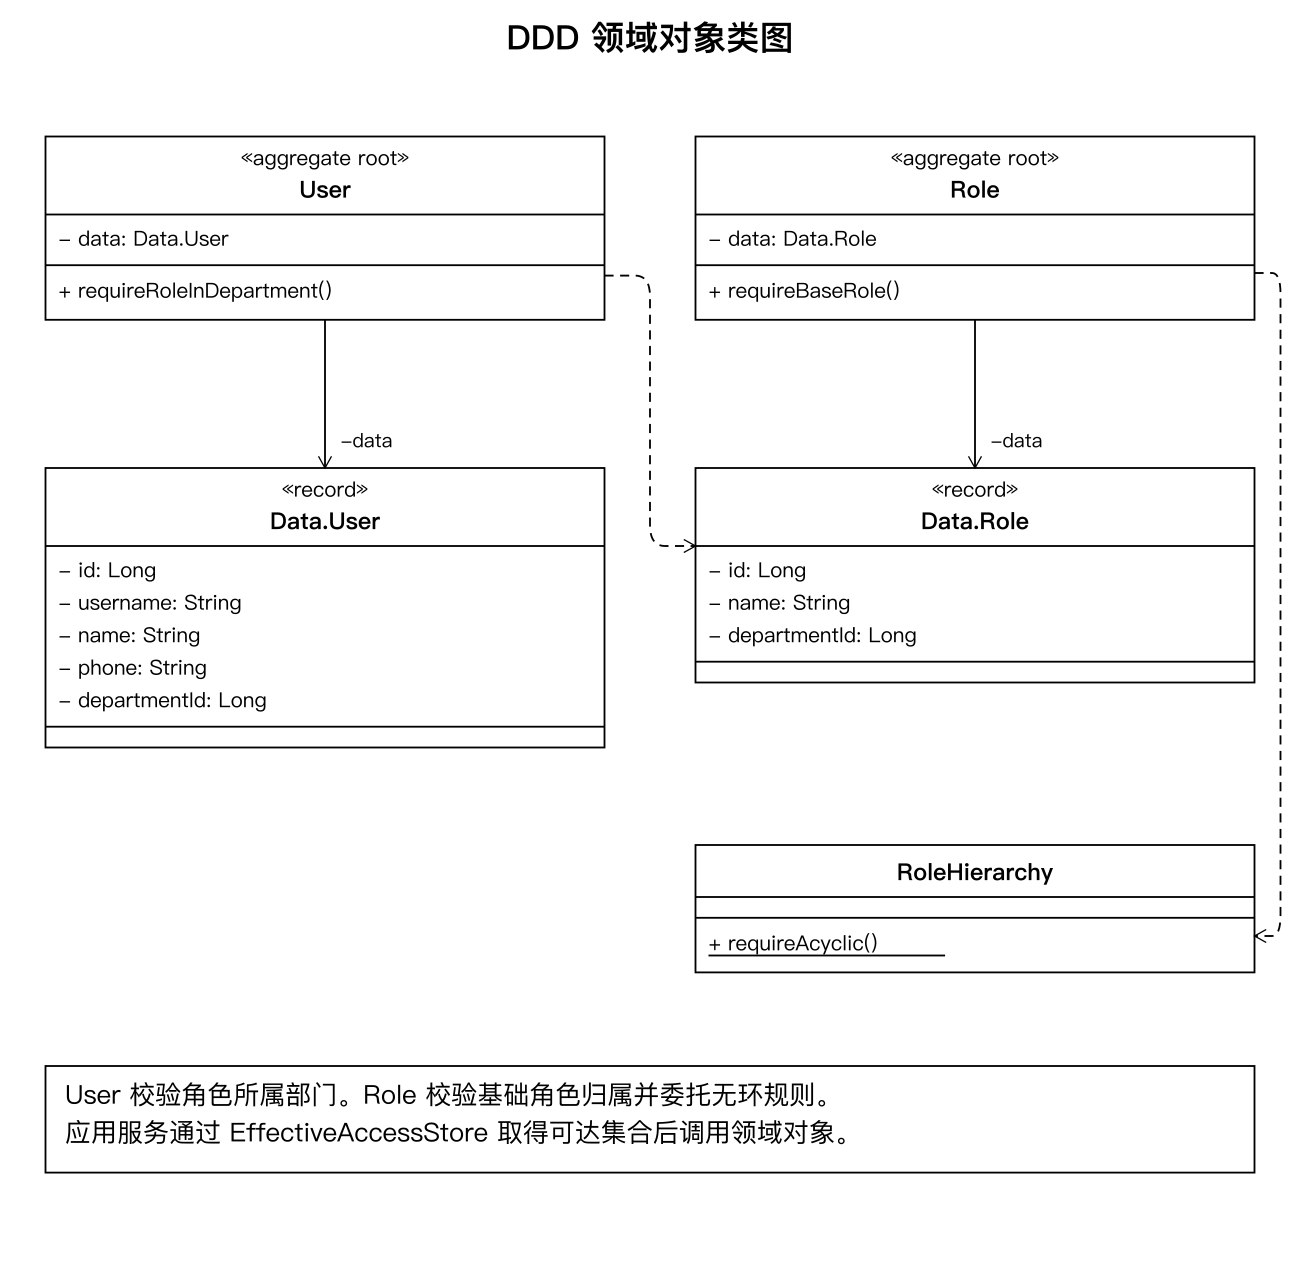 DDD 领域对象类图
«aggregate root»
User
– data: Data.User
+ requireRoleInDepartment()
«aggregate root»
Role
– data: Data.Role
+ requireBaseRole()
–data
–data
«record»
Data.User
– id: Long
– username: String
– name: String
– phone: String
– departmentId: Long
«record»
Data.Role
– id: Long
– name: String
– departmentId: Long
RoleHierarchy
+ requireAcyclic()
User 校验角色所属部门。Role 校验基础角色归属并委托无环规则。
应用服务通过 EffectiveAccessStore 取得可达集合后调用领域对象。